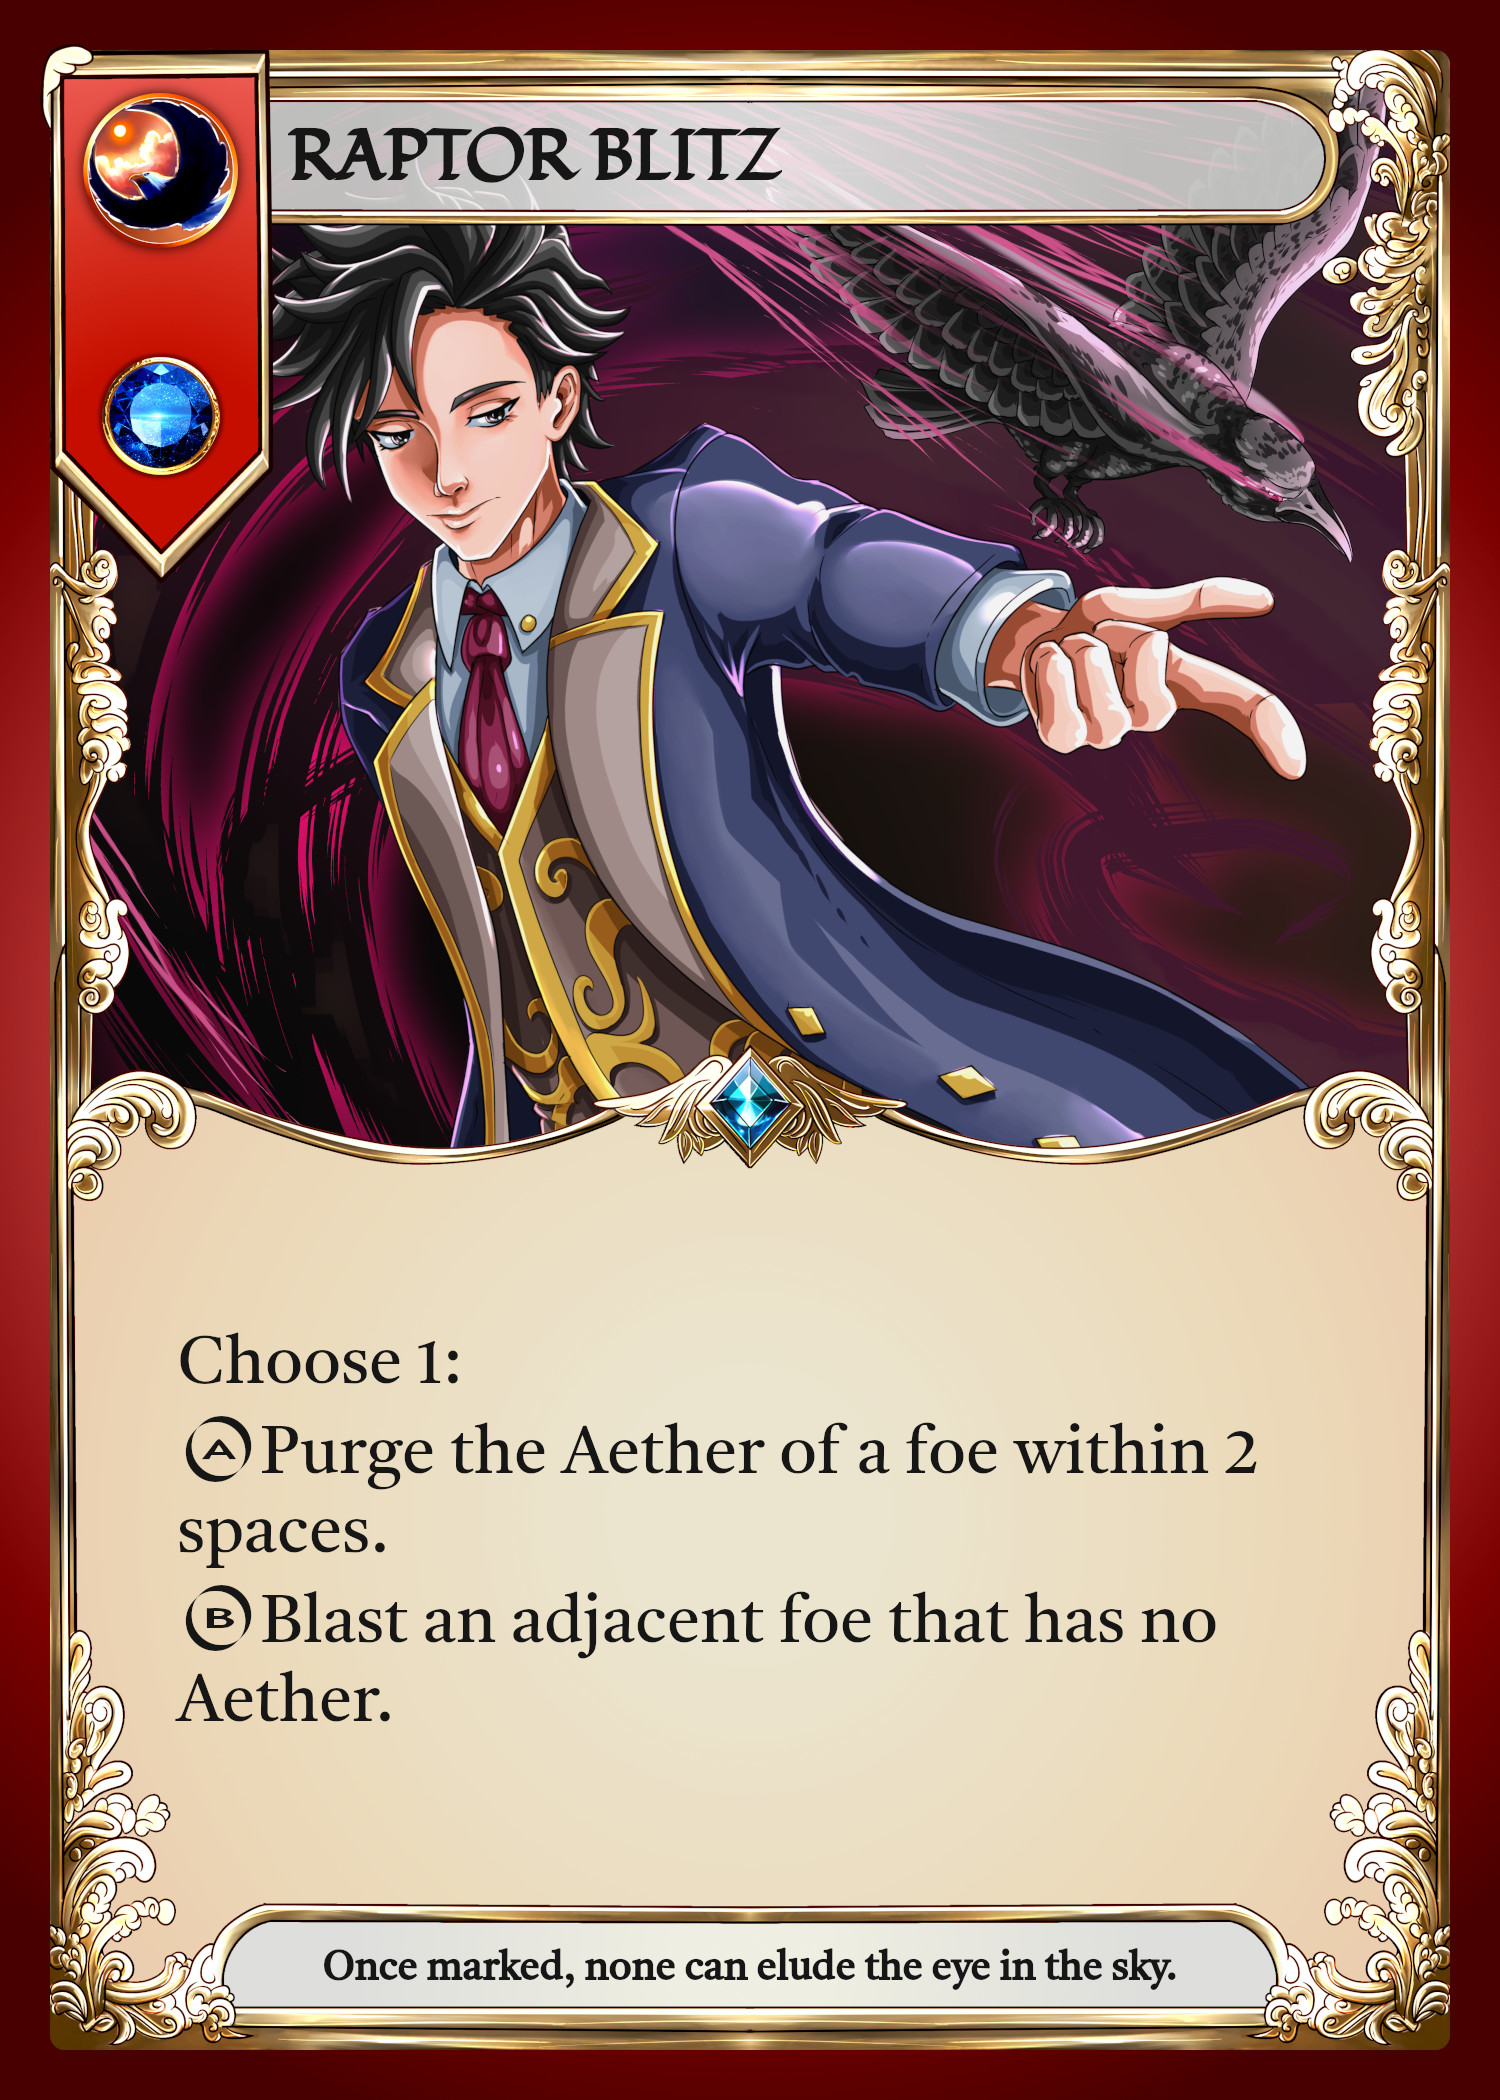 RAPTOR BLITZ
Choose 1:
Ⓐ Purge the Aether of a foe within 2
spaces.
Ⓑ Blast an adjacent foe that has no
Aether.
Once marked, none can elude the eye in the sky.